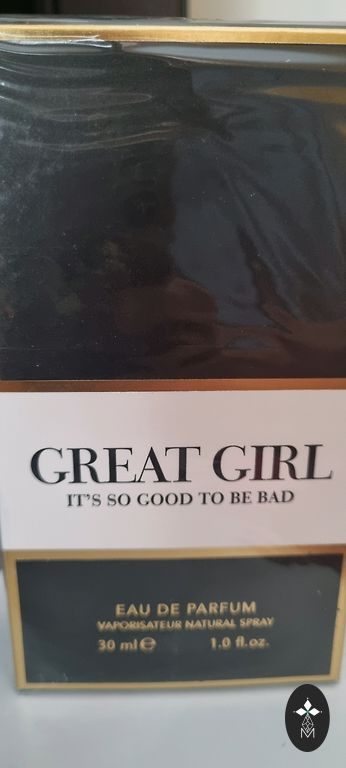 GREAT GIRL
IT'S SO GOOD TO BE BAD
EAU DE PARFUM
VAPORISATEUR NATURAL SPRAY
30 ml ℮ 1.0 fl.oz.